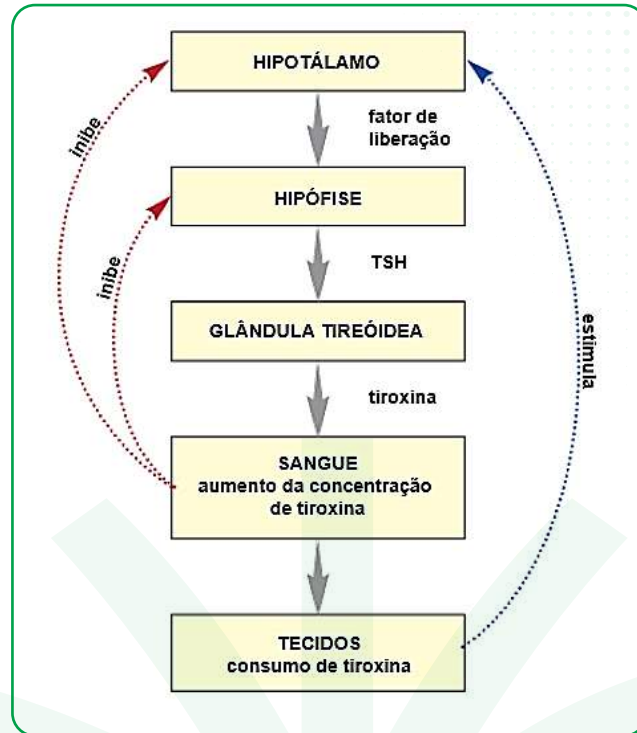 HIPOTÁLAMO
fator de
liberação
inibe
HIPÓFISE
inibe
TSH
GLÂNDULA TIREÓIDEA
estimula
tiroxina
SANGUE
aumento da concentração
de tiroxina
TECIDOS
consumo de tiroxina